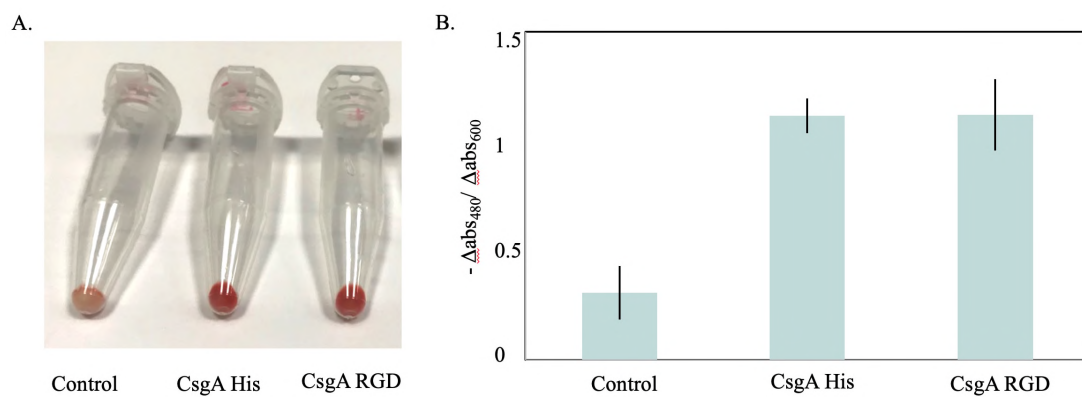 A.
B.
Control
CsgA His
CsgA RGD
- Δabs480/ Δabs600
1.5
1
0.5
0
Control
CsgA His
CsgA RGD